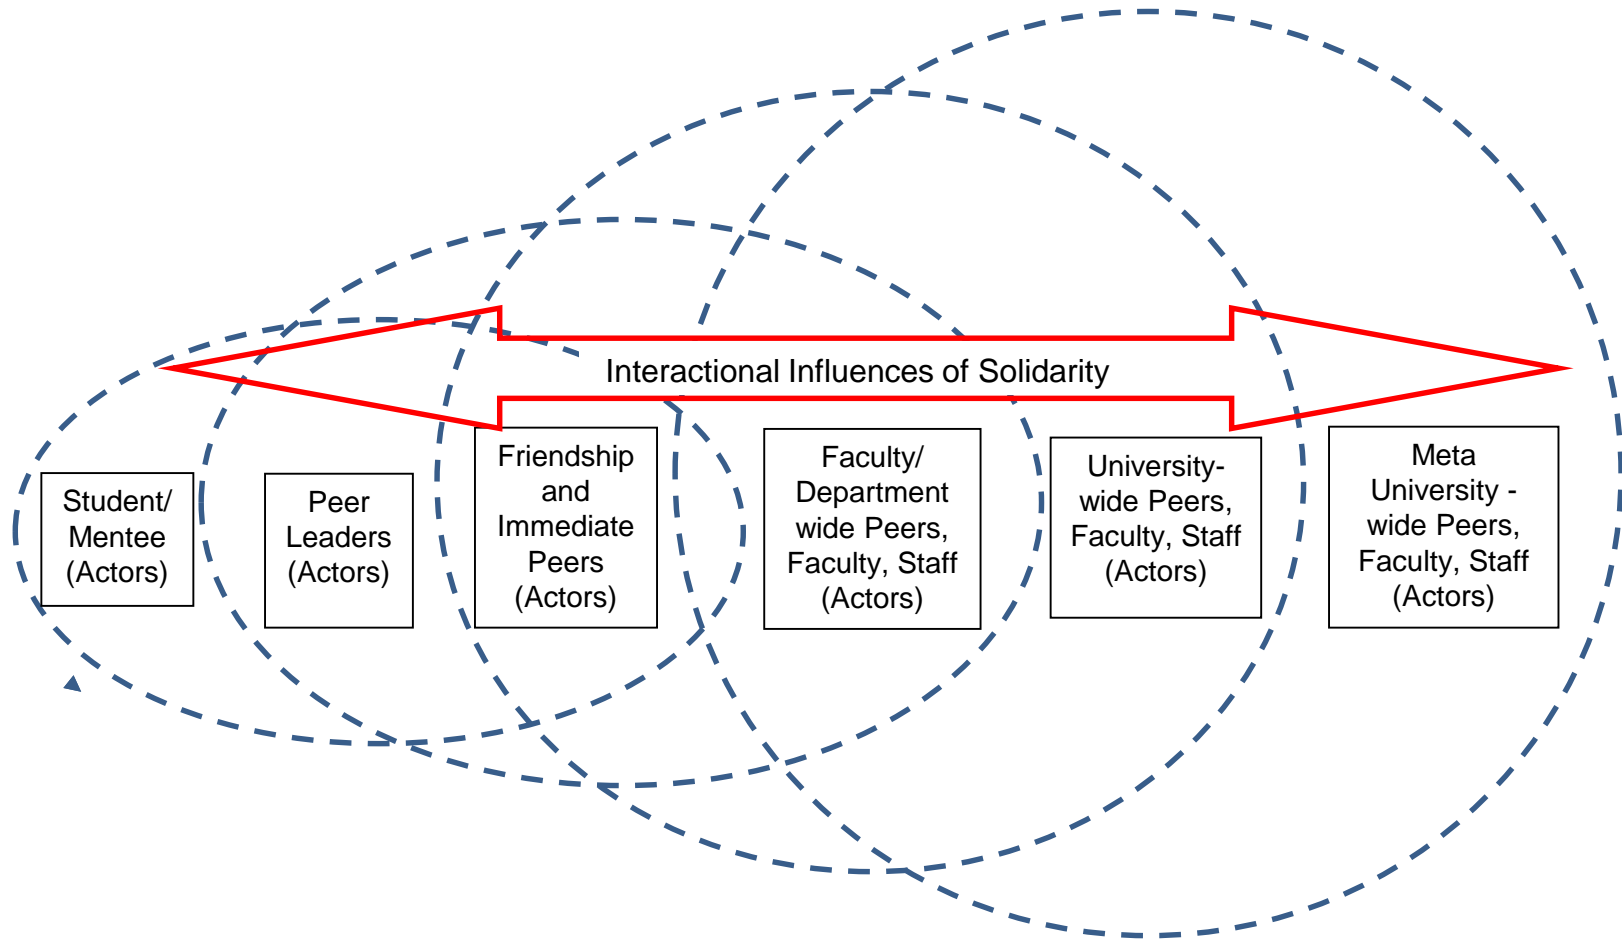 Interactional Influences of Solidarity
Student/
Mentee
(Actors)
Peer
Leaders
(Actors)
Friendship
and
Immediate
Peers
(Actors)
Faculty/
Department
wide Peers,
Faculty, Staff
(Actors)
University-
wide Peers,
Faculty, Staff
(Actors)
Meta
University -
wide Peers,
Faculty, Staff
(Actors)